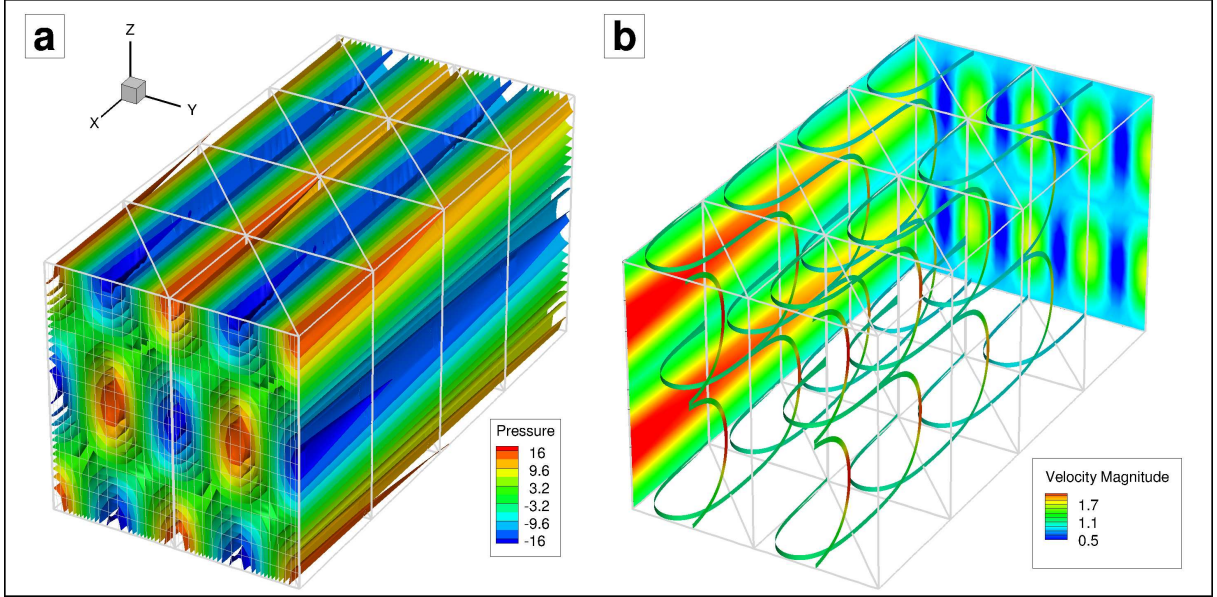 a
Z
Y
X
Pressure
16
9.6
3.2
-3.2
-9.6
-16
b
Velocity Magnitude
1.7
1.1
0.5